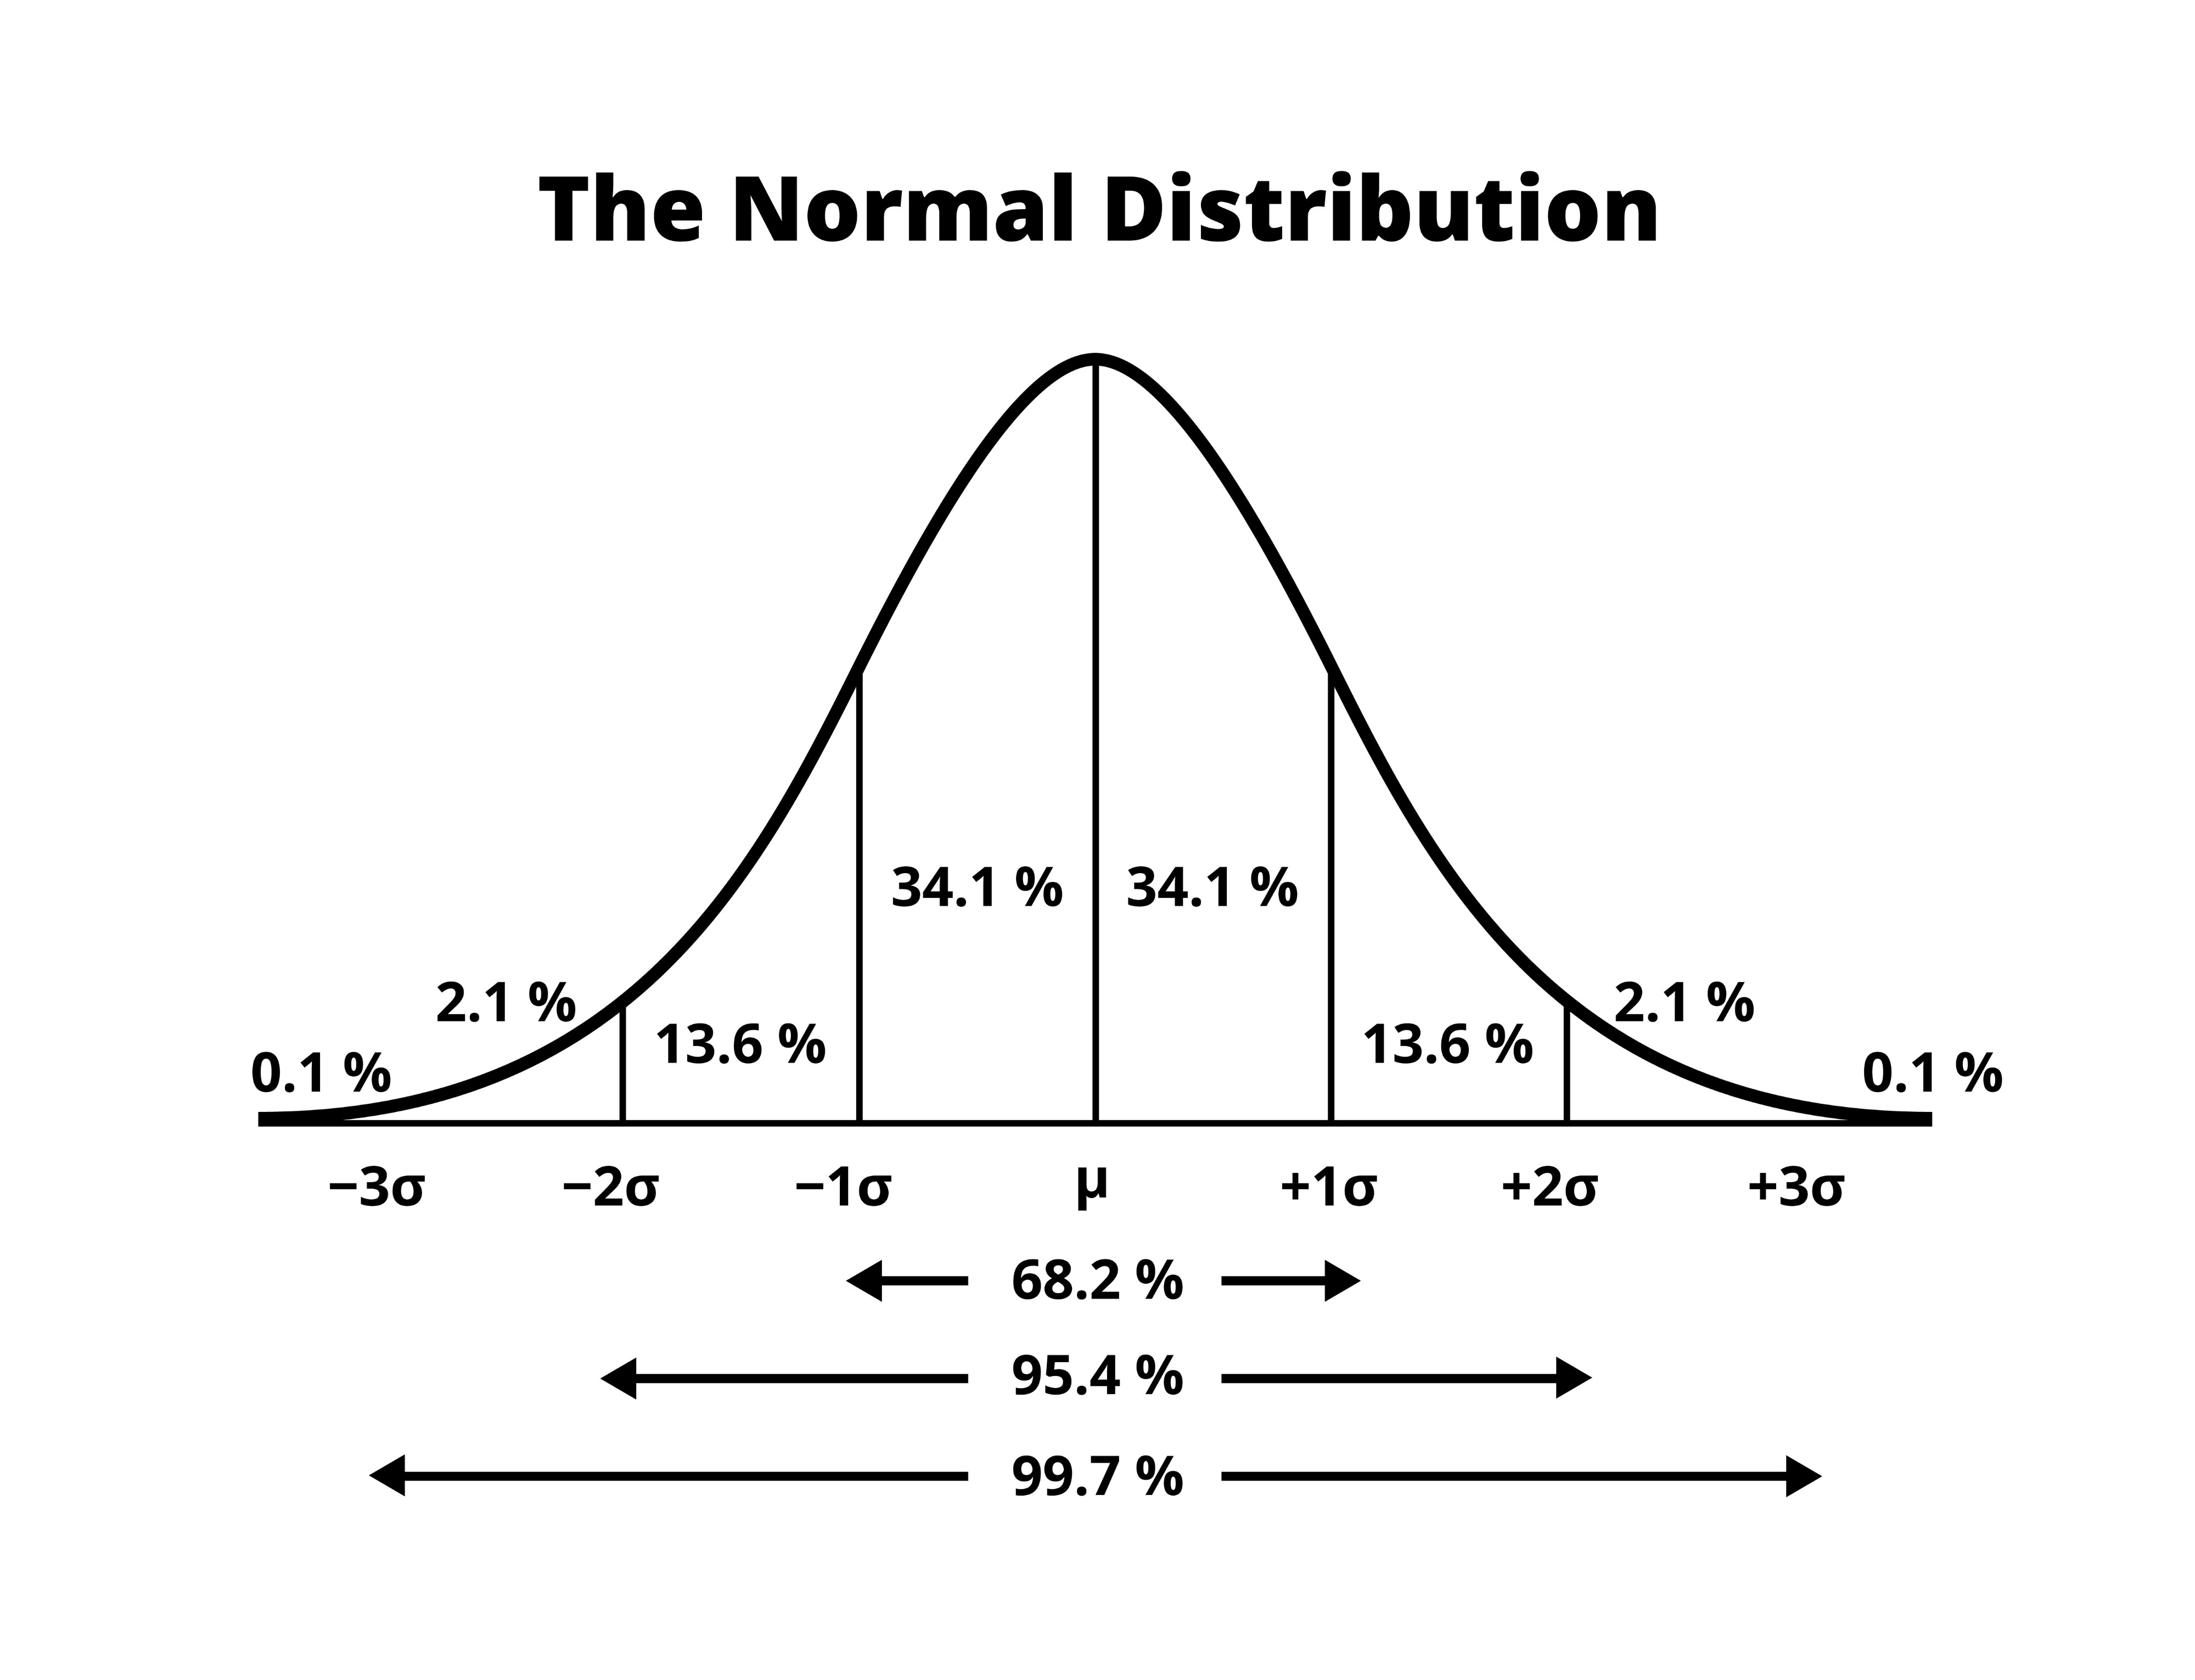 The Normal Distribution
34.1 % 34.1 %
2.1 % 2.1 %
13.6 % 13.6 %
0.1 % 0.1 %
−3σ −2σ −1σ µ +1σ +2σ +3σ
68.2 %
95.4 %
99.7 %